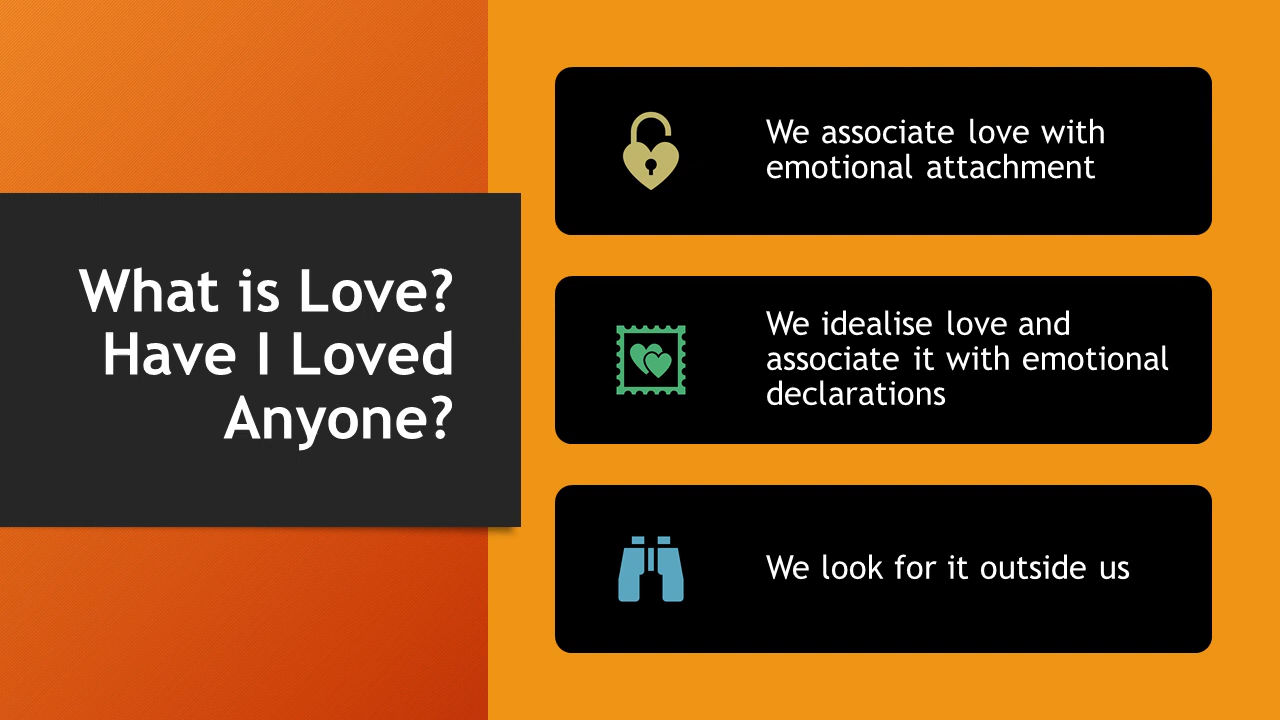 What is Love?
Have I Loved
Anyone?
We associate love with
emotional attachment
We idealise love and
associate it with emotional
declarations
We look for it outside us